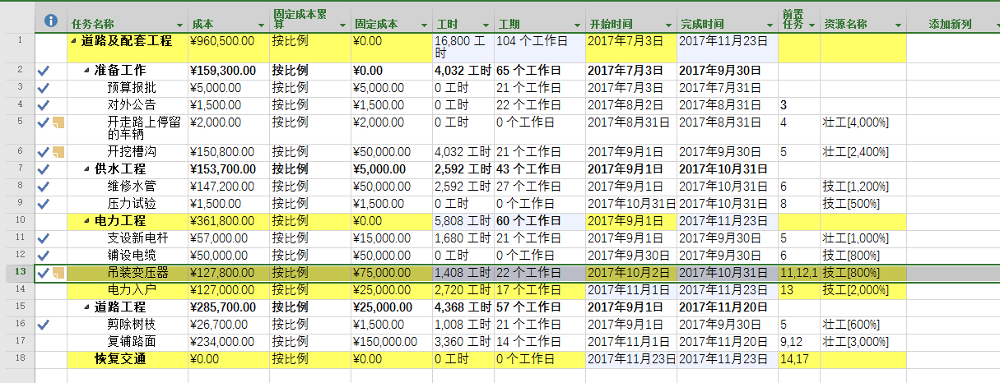 任务名称 成本 固定成本累算 固定成本 工时 工期 开始时间 完成时间 前置任务 资源名称 添加新列
1 道路及配套工程 ¥960,500.00 按比例 ¥0.00 16,800 工时 104 个工作日 2017年7月3日 2017年11月23日
2 准备工作 ¥159,300.00 按比例 ¥0.00 4,032 工时 65 个工作日 2017年7月3日 2017年9月30日
3 预算报批 ¥5,000.00 按比例 ¥5,000.00 0 工时 21 个工作日 2017年7月3日 2017年7月31日
4 对外公告 ¥1,500.00 按比例 ¥1,500.00 0 工时 22 个工作日 2017年8月2日 2017年8月31日 3
5 开走路上停留的车辆 ¥2,000.00 按比例 ¥2,000.00 0 工时 0 个工作日 2017年8月31日 2017年8月31日 4 壮工[4,000%]
6 开挖槽沟 ¥150,800.00 按比例 ¥50,000.00 4,032 工时 21 个工作日 2017年9月1日 2017年9月30日 5 壮工[2,400%]
7 供水工程 ¥153,700.00 按比例 ¥5,000.00 2,592 工时 43 个工作日 2017年9月1日 2017年10月31日
8 维修水管 ¥147,200.00 按比例 ¥50,000.00 2,592 工时 27 个工作日 2017年9月1日 2017年10月31日 6 技工[1,200%]
9 压力试验 ¥1,500.00 按比例 ¥1,500.00 0 工时 0 个工作日 2017年10月31日 2017年10月31日 8 技工[500%]
10 电力工程 ¥361,800.00 按比例 ¥0.00 5,808 工时 60 个工作日 2017年9月1日 2017年11月23日
11 支设新电杆 ¥57,000.00 按比例 ¥15,000.00 1,680 工时 21 个工作日 2017年9月1日 2017年9月30日 5 壮工[1,000%]
12 铺设电缆 ¥50,000.00 按比例 ¥50,000.00 0 工时 0 个工作日 2017年9月30日 2017年9月30日 6 技工[800%]
13 吊装变压器 ¥127,800.00 按比例 ¥75,000.00 1,408 工时 22 个工作日 2017年10月2日 2017年10月31日 11,12,1 技工[800%]
14 电力入户 ¥127,000.00 按比例 ¥25,000.00 2,720 工时 17 个工作日 2017年11月1日 2017年11月23日 13 技工[2,000%]
15 道路工程 ¥285,700.00 按比例 ¥25,000.00 4,368 工时 57 个工作日 2017年9月1日 2017年11月20日
16 剪除树枝 ¥26,700.00 按比例 ¥1,500.00 1,008 工时 21 个工作日 2017年9月1日 2017年9月30日 5 壮工[600%]
17 复铺路面 ¥234,000.00 按比例 ¥150,000.00 3,360 工时 14 个工作日 2017年11月1日 2017年11月20日 9,12 壮工[3,000%]
18 恢复交通 ¥0.00 按比例 ¥0.00 0 工时 0 个工作日 2017年11月23日 2017年11月23日 14,17